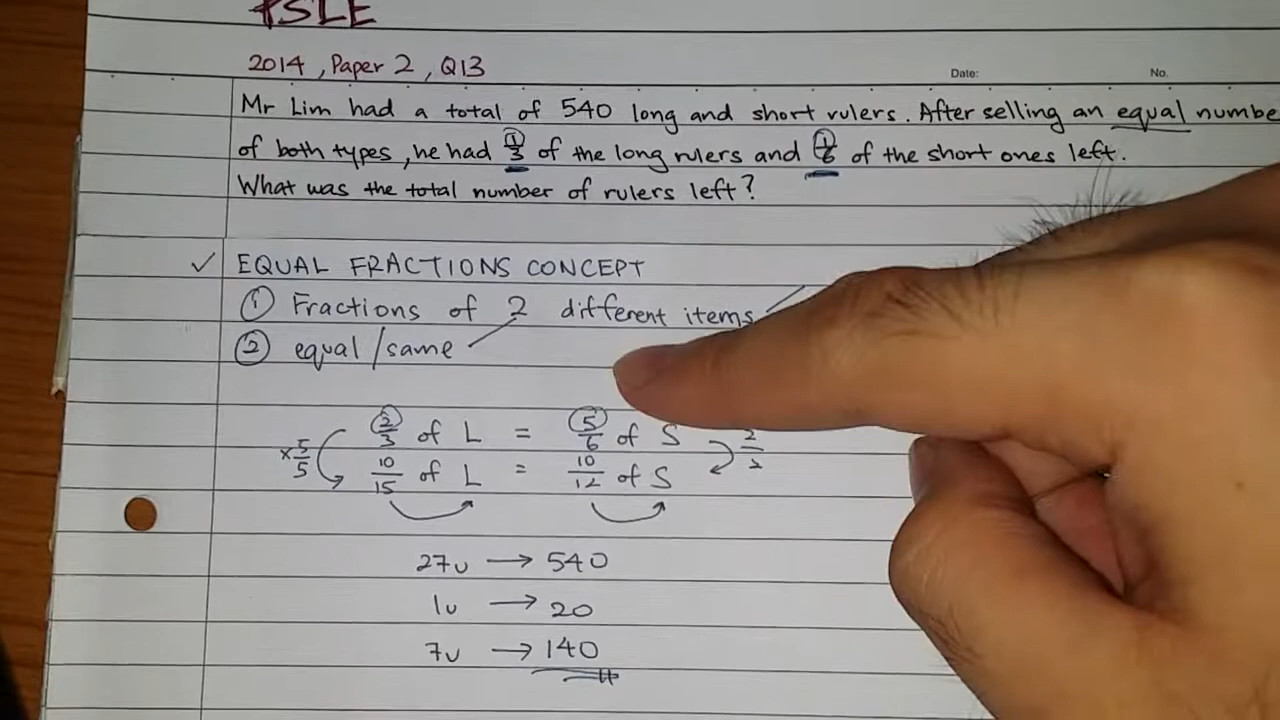 PSLE
2014, Paper 2, Q13
Date: No.
Mr Lim had a total of 540 long and short rulers. After selling an equal numbe
of both types, he had 1/3 of the long rulers and 1/6 of the short ones left.
What was the total number of rulers left?
✓ EQUAL FRACTIONS CONCEPT
① Fractions of 2 different items
② equal/same
2/3 of L = 5/6 of S
×5/5 10/15 of L = 10/12 of S
27u → 540
1u → 20
7u → 140